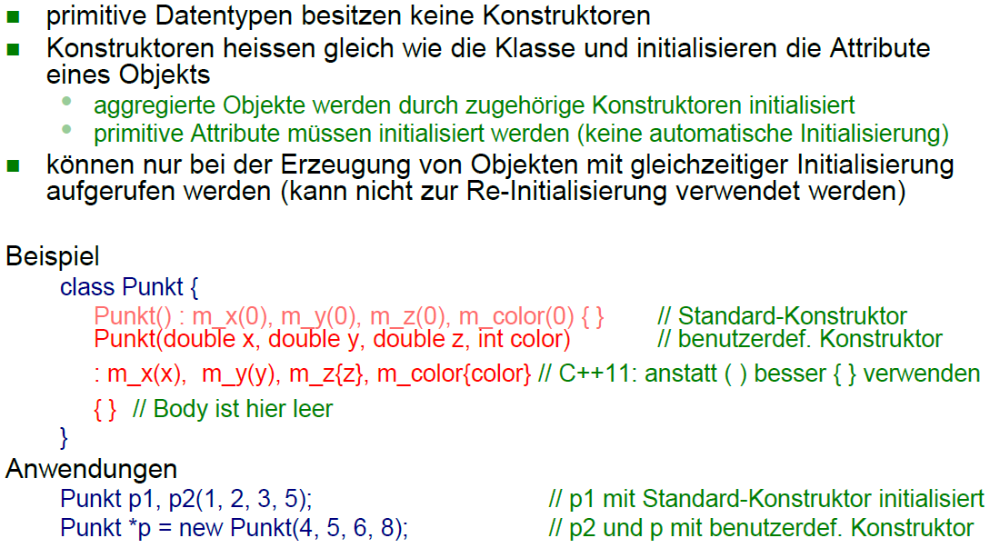 primitive Datentypen besitzen keine Konstruktoren
Konstruktoren heissen gleich wie die Klasse und initialisieren die Attribute
eines Objekts
aggregierte Objekte werden durch zugehörige Konstruktoren initialisiert
primitive Attribute müssen initialisiert werden (keine automatische Initialisierung)
können nur bei der Erzeugung von Objekten mit gleichzeitiger Initialisierung
aufgerufen werden (kann nicht zur Re-Initialisierung verwendet werden)
Beispiel
class Punkt {
Punkt() : m_x(0), m_y(0), m_z(0), m_color(0) { } // Standard-Konstruktor
Punkt(double x, double y, double z, int color) // benutzerdef. Konstruktor
: m_x(x), m_y(y), m_z{z}, m_color{color} // C++11: anstatt ( ) besser { } verwenden
{ } // Body ist hier leer
}
Anwendungen
Punkt p1, p2(1, 2, 3, 5); // p1 mit Standard-Konstruktor initialisiert
Punkt *p = new Punkt(4, 5, 6, 8); // p2 und p mit benutzerdef. Konstruktor